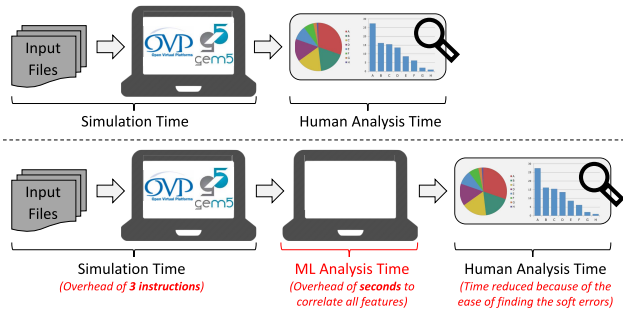 Input
Files
OVP
Open Virtual Platforms
gem5
A B C D E F G H
Simulation Time
Human Analysis Time
Input
Files
OVP
Open Virtual Platforms
gem5
A B C D E F G H
Simulation Time
ML Analysis Time
Human Analysis Time
(Overhead of 3 instructions)
(Overhead of seconds to
correlate all features)
(Time reduced because of the
ease of finding the soft errors)